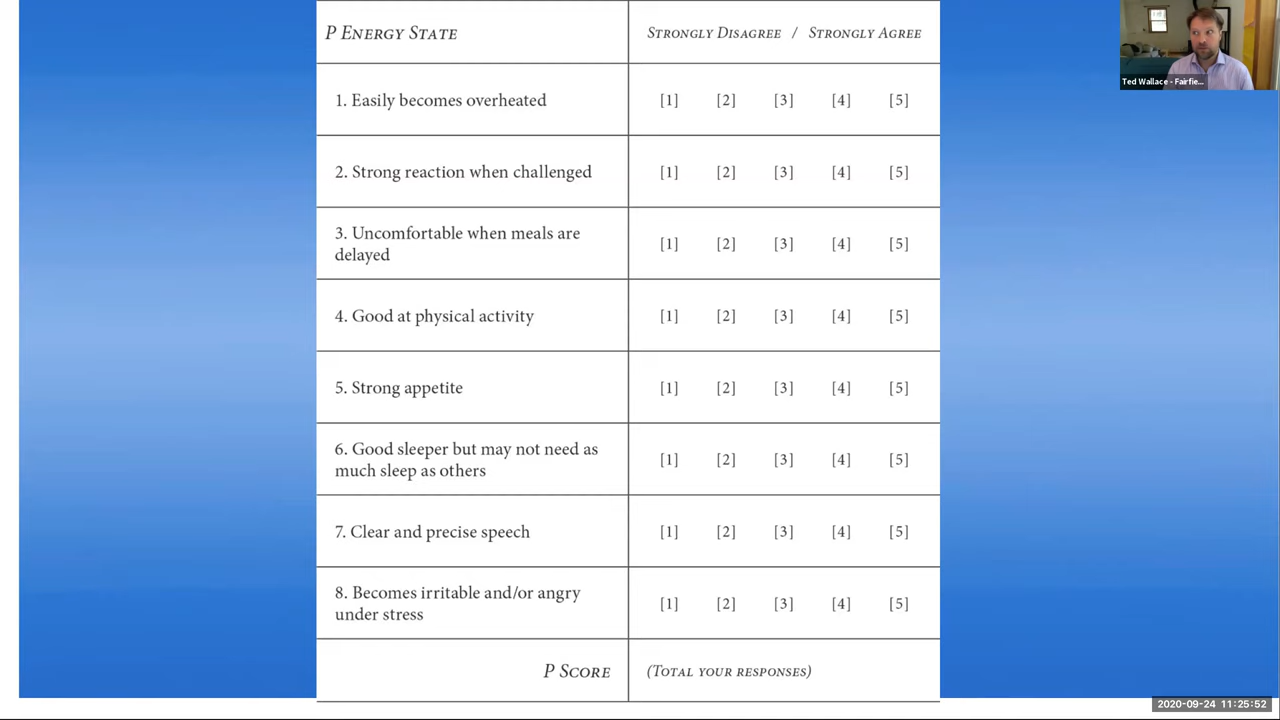 P Energy State
Strongly Disagree / Strongly Agree
1. Easily becomes overheated
[1] [2] [3] [4] [5]
2. Strong reaction when challenged
[1] [2] [3] [4] [5]
3. Uncomfortable when meals are
delayed
[1] [2] [3] [4] [5]
4. Good at physical activity
[1] [2] [3] [4] [5]
5. Strong appetite
[1] [2] [3] [4] [5]
6. Good sleeper but may not need as
much sleep as others
[1] [2] [3] [4] [5]
7. Clear and precise speech
[1] [2] [3] [4] [5]
8. Becomes irritable and/or angry
under stress
[1] [2] [3] [4] [5]
P Score
(Total your responses)
Ted Wallace - Fairfie...
2020-09-24 11:25:52